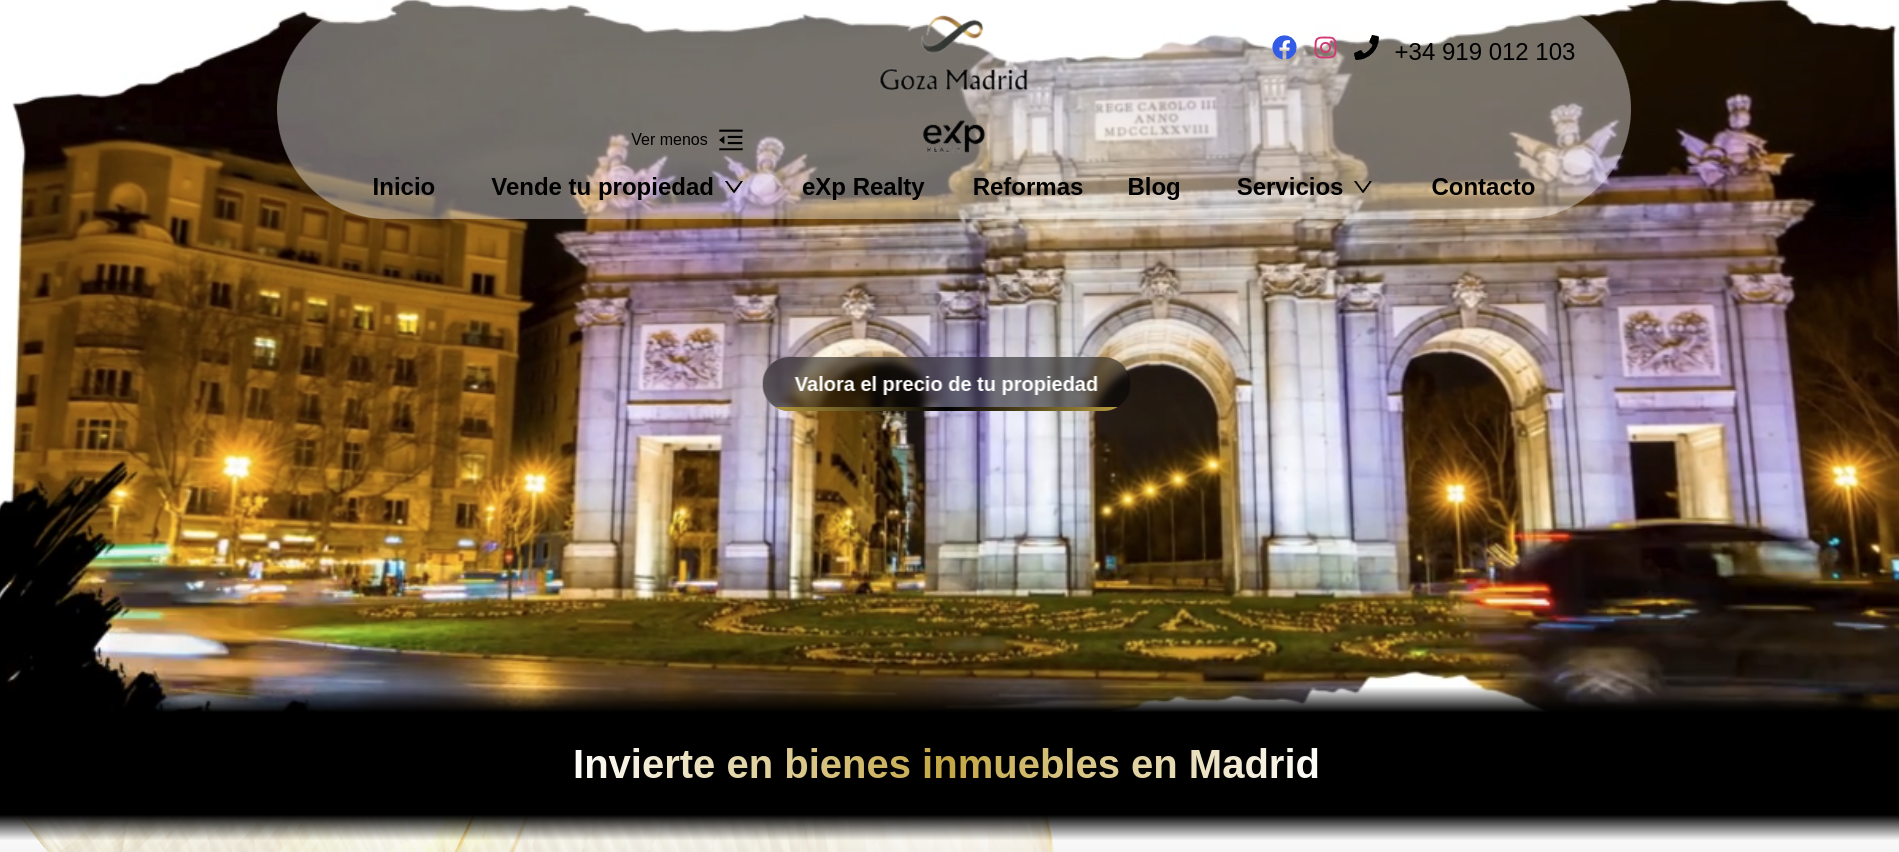 Goza Madrid
+34 919 012 103
REGE CAROLO III
ANNO
MDCCLXXVIII
Ver menos
eXp
Inicio
Vende tu propiedad
eXp Realty
Reformas
Blog
Servicios
Contacto
Valora el precio de tu propiedad
Invierte en bienes inmuebles en Madrid